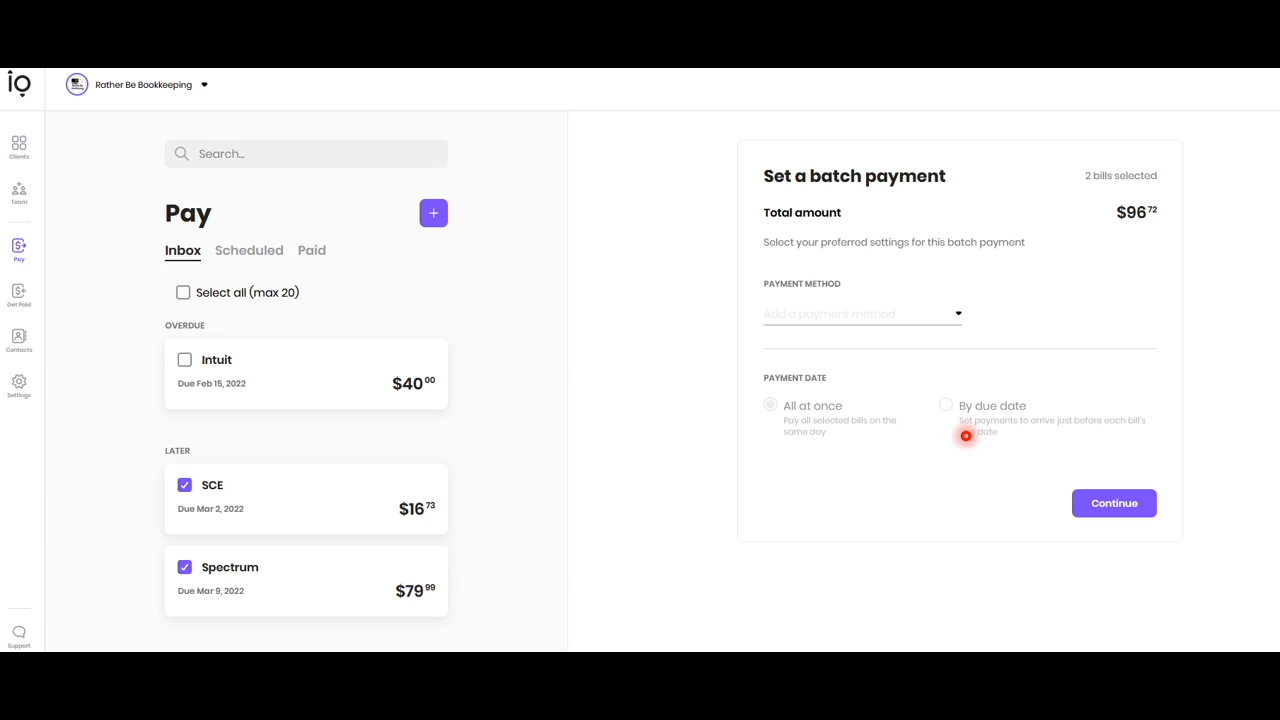 Rather Be Bookkeeping
Clients
Team
Pay
Get Paid
Contacts
Settings
Support
Search...
Pay
+
Inbox Scheduled Paid
Select all (max 20)
OVERDUE
Intuit
Due Feb 15, 2022 $40 00
LATER
SCE
Due Mar 2, 2022 $16 73
Spectrum
Due Mar 9, 2022 $79 99
Set a batch payment 2 bills selected
Total amount $96 72
Select your preferred settings for this batch payment
PAYMENT METHOD
Add a payment method
PAYMENT DATE
All at once
Pay all selected bills on the
same day
By due date
Set payments to arrive just before each bill's
date
Continue